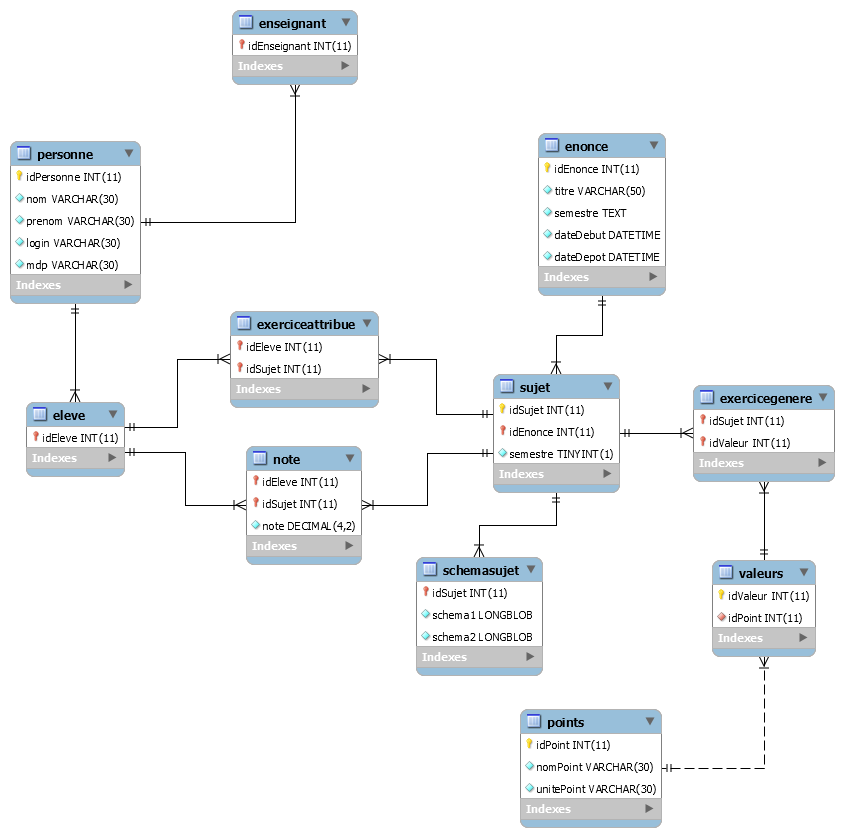 enseignant
idEnseignant INT(11)
Indexes
personne
idPersonne INT(11)
nom VARCHAR(30)
prenom VARCHAR(30)
login VARCHAR(30)
mdp VARCHAR(30)
Indexes
enonce
idEnonce INT(11)
titre VARCHAR(50)
semestre TEXT
dateDebut DATETIME
dateDepot DATETIME
Indexes
exerciceattribue
idEleve INT(11)
idSujet INT(11)
Indexes
eleve
idEleve INT(11)
Indexes
note
idEleve INT(11)
idSujet INT(11)
note DECIMAL(4,2)
Indexes
sujet
idSujet INT(11)
idEnonce INT(11)
semestre TINYINT(1)
Indexes
exercicegenere
idSujet INT(11)
idValeur INT(11)
Indexes
schemasujet
idSujet INT(11)
schema1 LONGBLOB
schema2 LONGBLOB
Indexes
valeurs
idValeur INT(11)
idPoint INT(11)
Indexes
points
idPoint INT(11)
nomPoint VARCHAR(30)
unitePoint VARCHAR(30)
Indexes